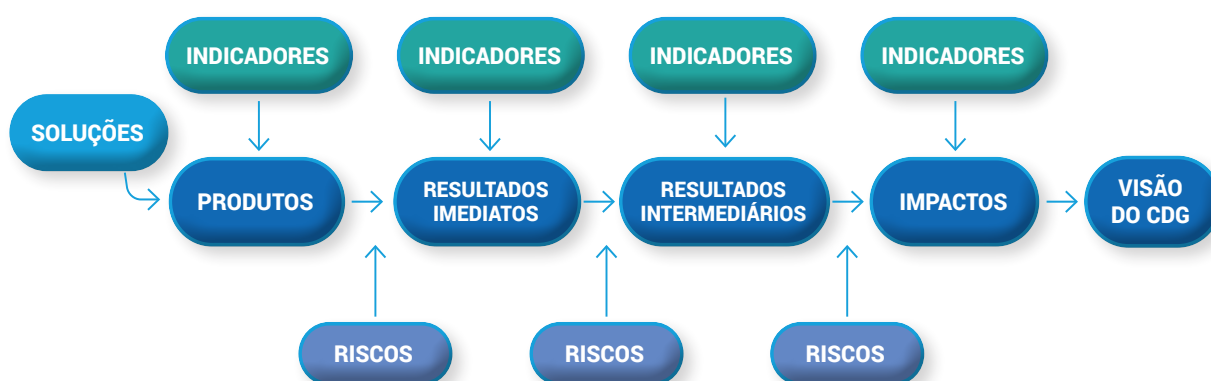 INDICADORES
INDICADORES
INDICADORES
INDICADORES
SOLUÇÕES
PRODUTOS
RESULTADOS
IMEDIATOS
RESULTADOS
INTERMEDIÁRIOS
IMPACTOS
VISÃO
DO CDG
RISCOS
RISCOS
RISCOS